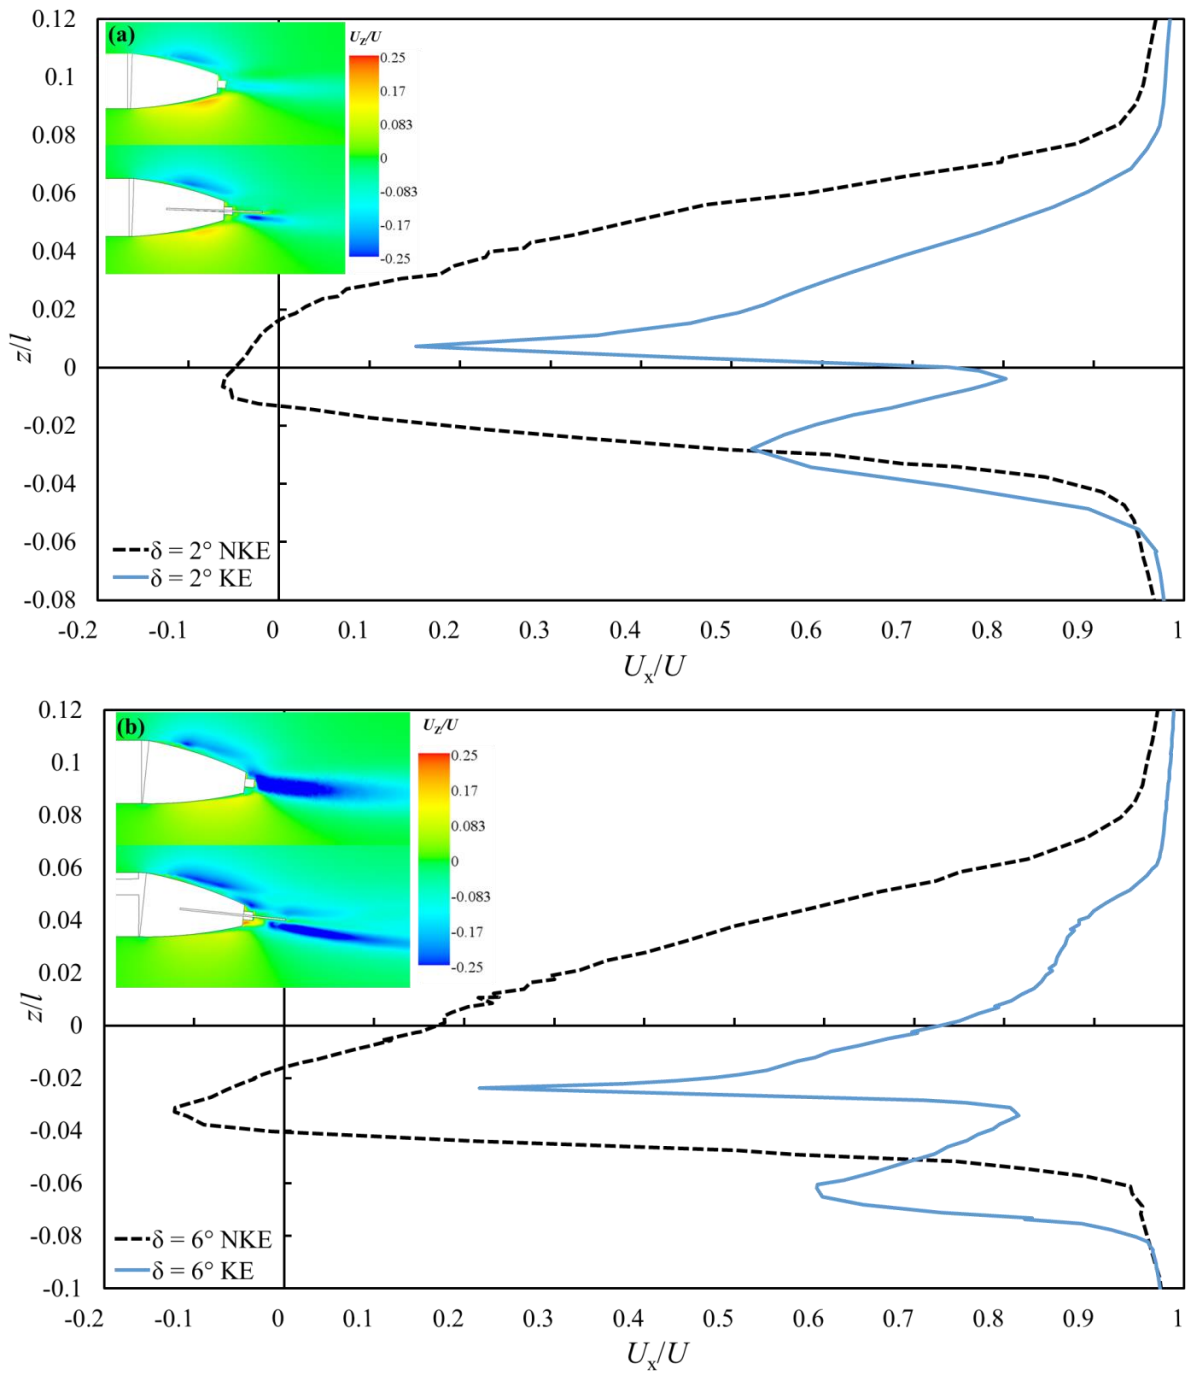 0.12
0.1
0.08
0.06
0.04
0.02
0
-0.02
-0.04
-0.06
-0.08
z/l
(a)
Uz/U
0.25
0.17
0.083
0
-0.083
-0.17
-0.25
δ = 2° NKE
δ = 2° KE
-0.2 -0.1 0 0.1 0.2 0.3 0.4 0.5 0.6 0.7 0.8 0.9 1
Ux/U
0.12
0.1
0.08
0.06
0.04
0.02
0
-0.02
-0.04
-0.06
-0.08
-0.1
z/l
(b)
Uz/U
0.25
0.17
0.083
0
-0.083
-0.17
-0.25
δ = 6° NKE
δ = 6° KE
-0.2 -0.1 0 0.1 0.2 0.3 0.4 0.5 0.6 0.7 0.8 0.9 1
Ux/U